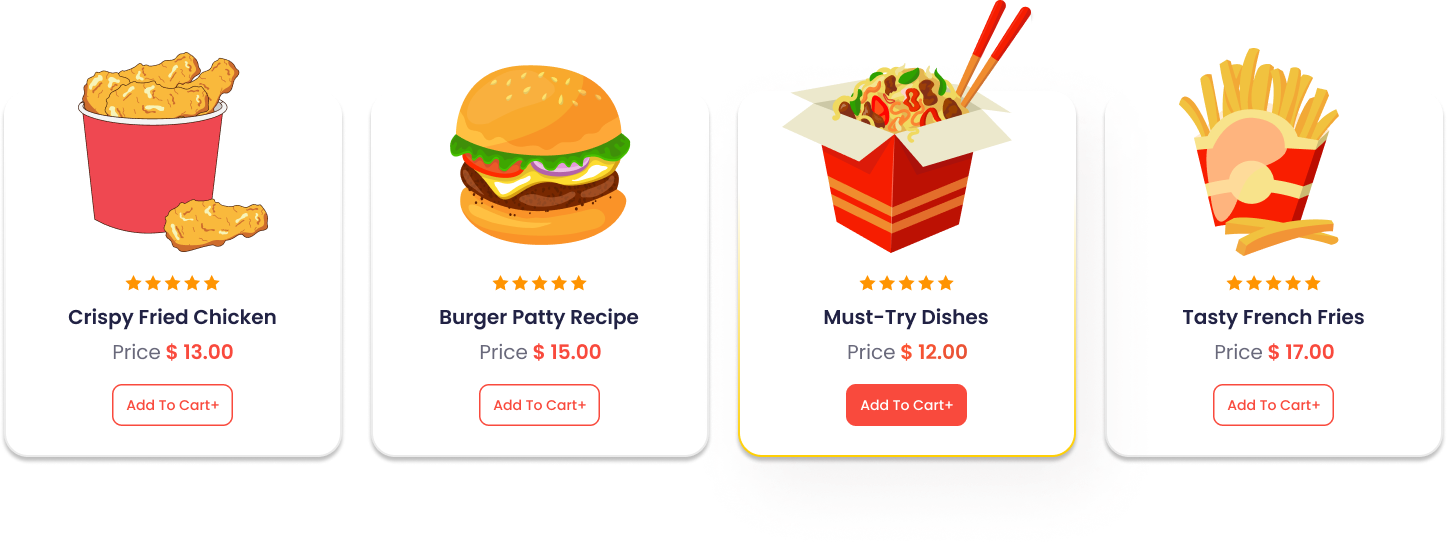 Crispy Fried Chicken
Price $ 13.00
Add To Cart+
Burger Patty Recipe
Price $ 15.00
Add To Cart+
Must-Try Dishes
Price $ 12.00
Add To Cart+
Tasty French Fries
Price $ 17.00
Add To Cart+